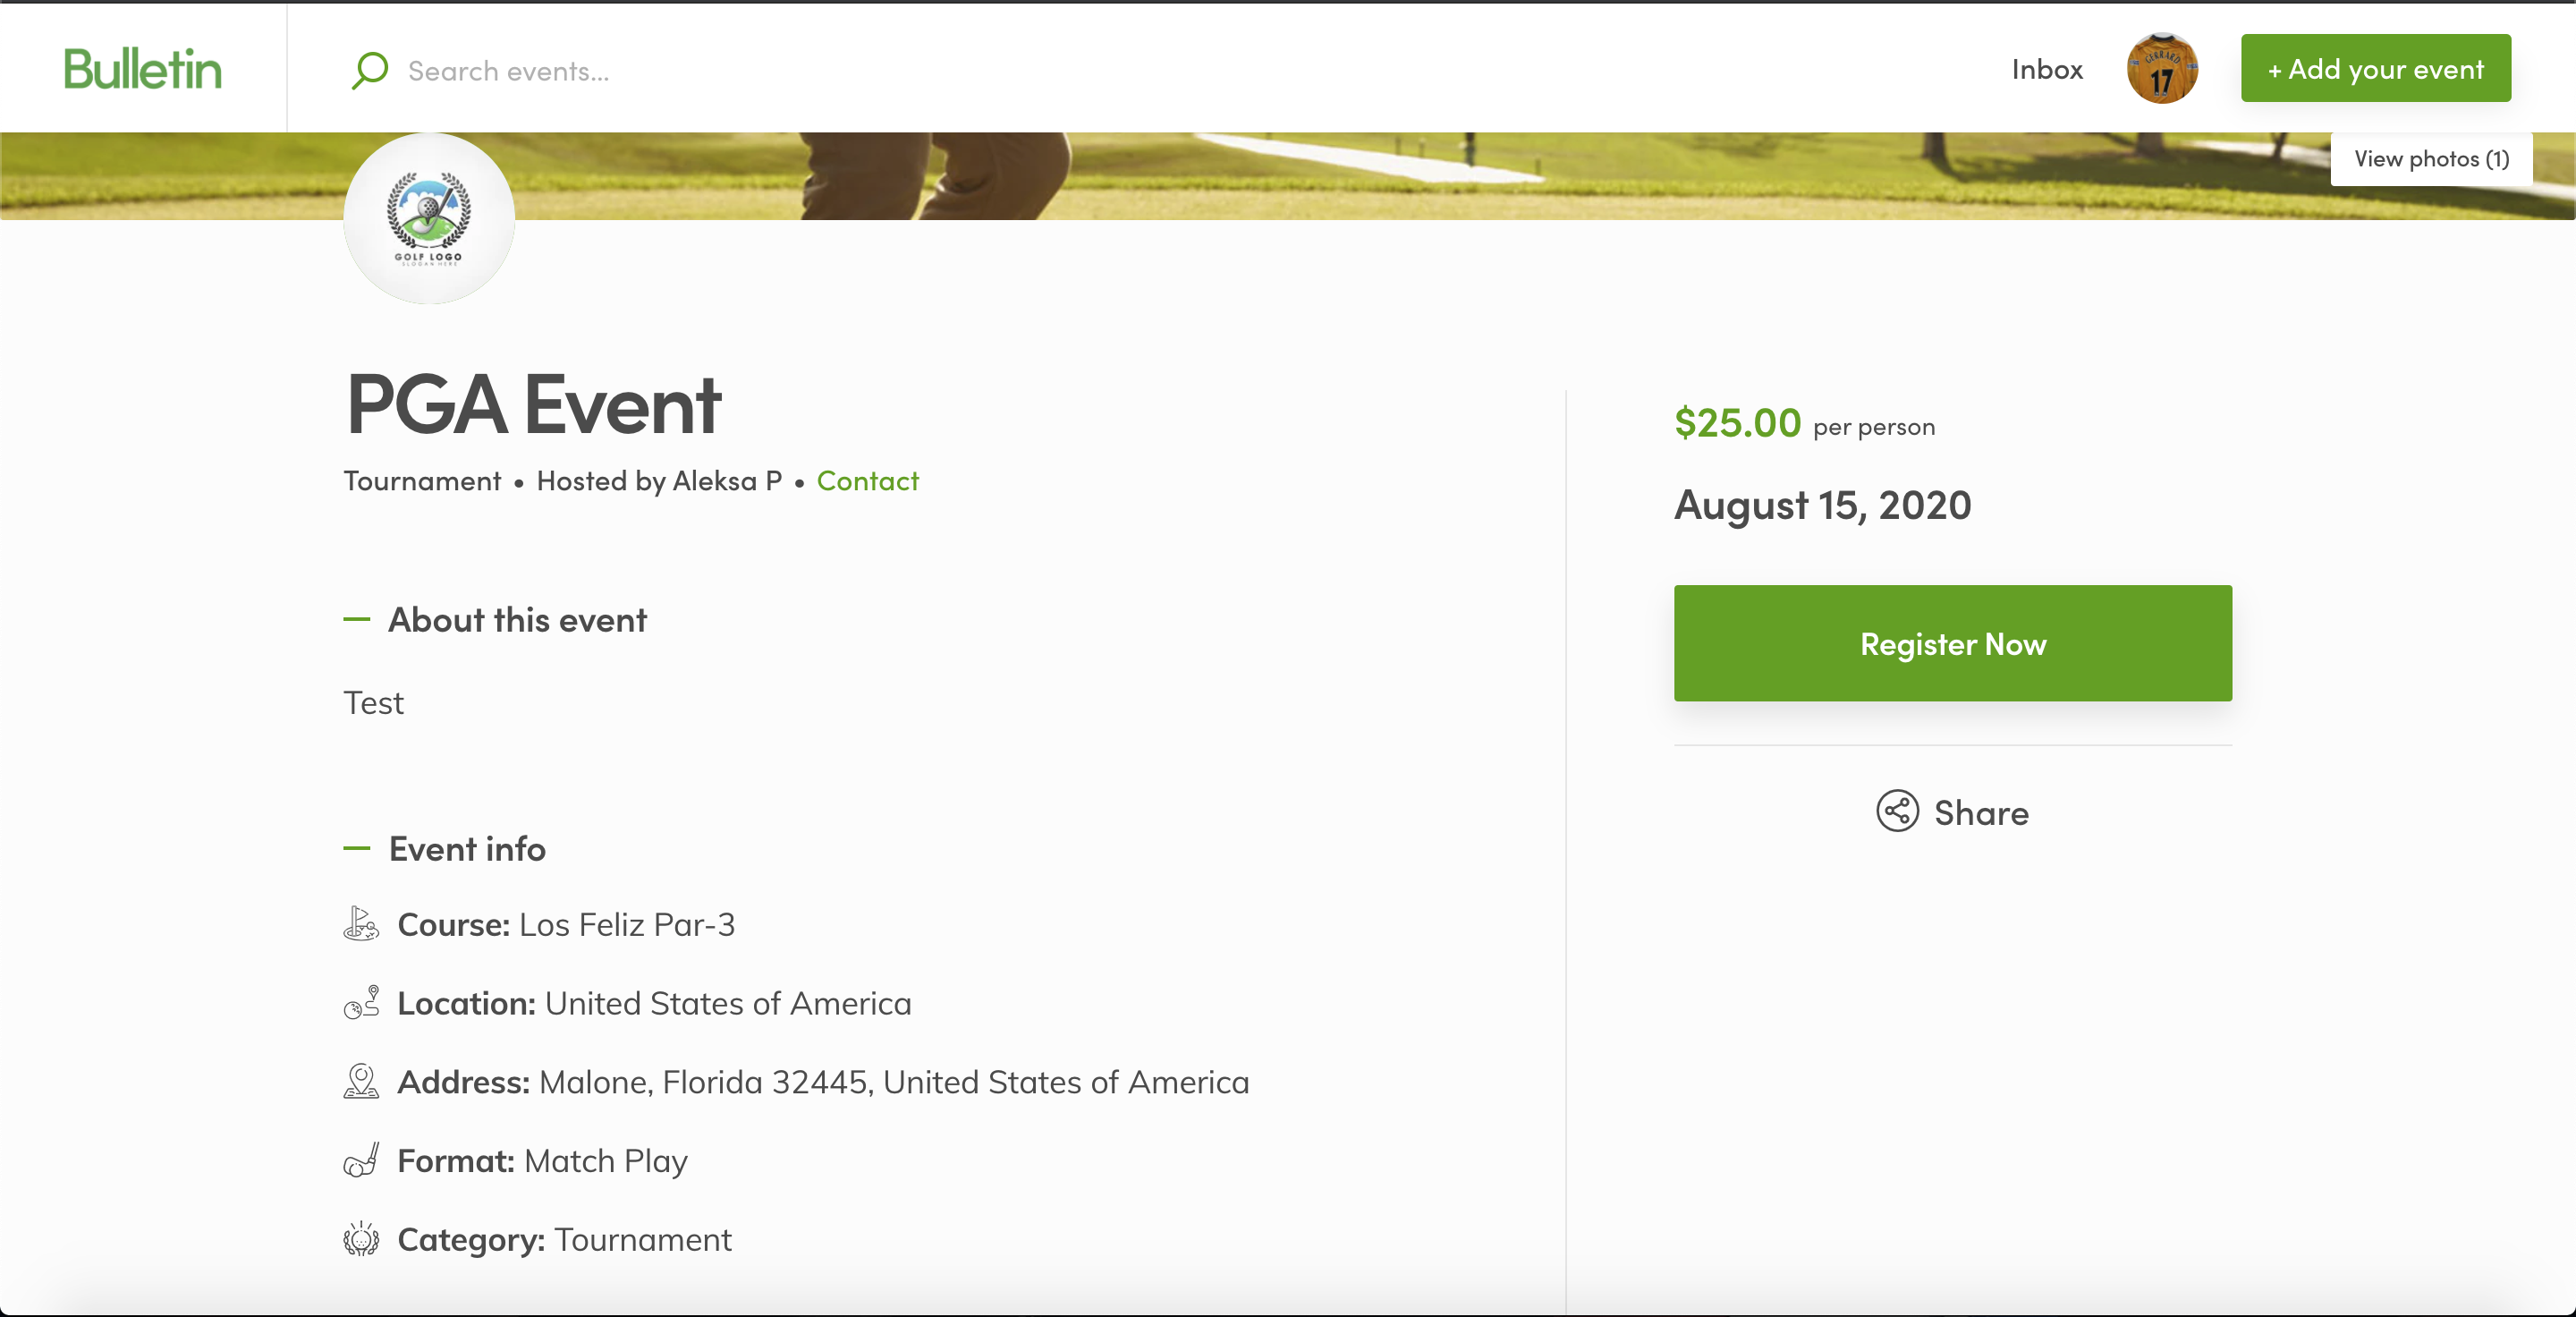 Bulletin
Search events...
Inbox
GERRARD
17
+ Add your event
View photos (1)
GOLF LOGO
SLOGAN HERE
PGA Event
Tournament • Hosted by Aleksa P • Contact
$25.00 per person
August 15, 2020
Register Now
Share
About this event
Test
Event info
Course: Los Feliz Par-3
Location: United States of America
Address: Malone, Florida 32445, United States of America
Format: Match Play
Category: Tournament